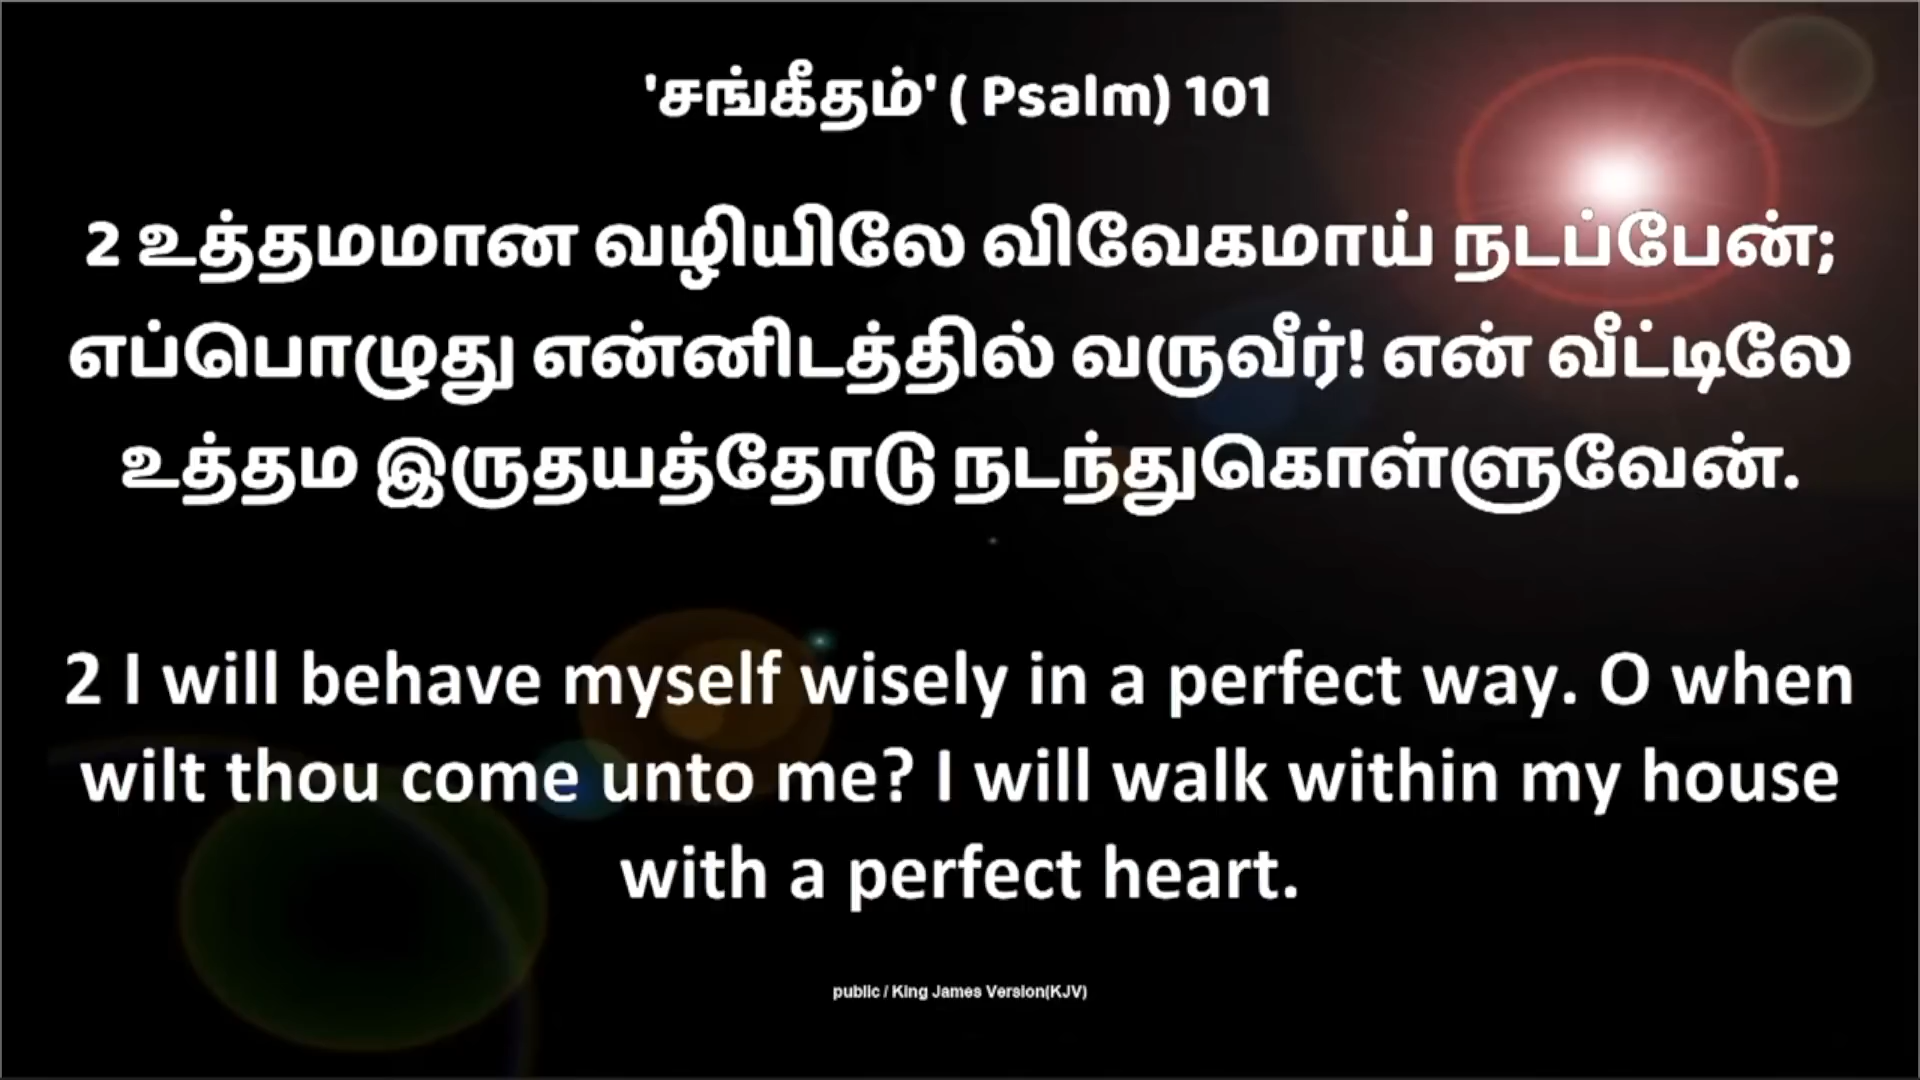 'சங்கீதம்' ( Psalm) 101
2 உத்தமமான வழியிலே விவேகமாய் நடப்பேன்;
எப்பொழுது என்னிடத்தில் வருவீர்! என் வீட்டிலே
உத்தம இருதயத்தோடு நடந்துகொள்ளுவேன்.
2 I will behave myself wisely in a perfect way. O when
wilt thou come unto me? I will walk within my house
with a perfect heart.
public / King James Version(KJV)